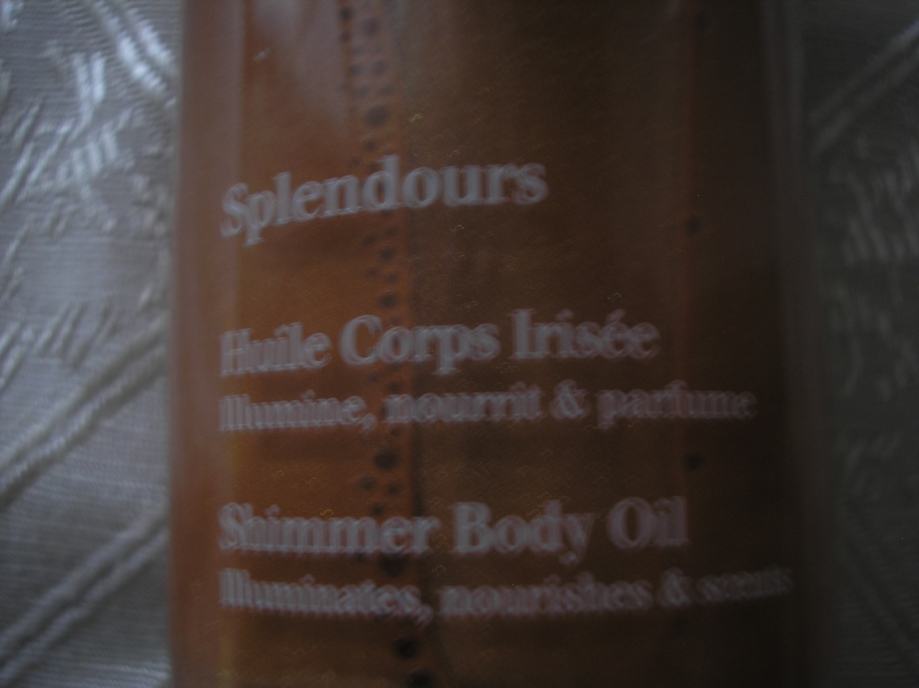 Splendours
Huile Corps Irisée
Illumine, nourrit & parfume
Shimmer Body Oil
Illuminates, nourishes & scents